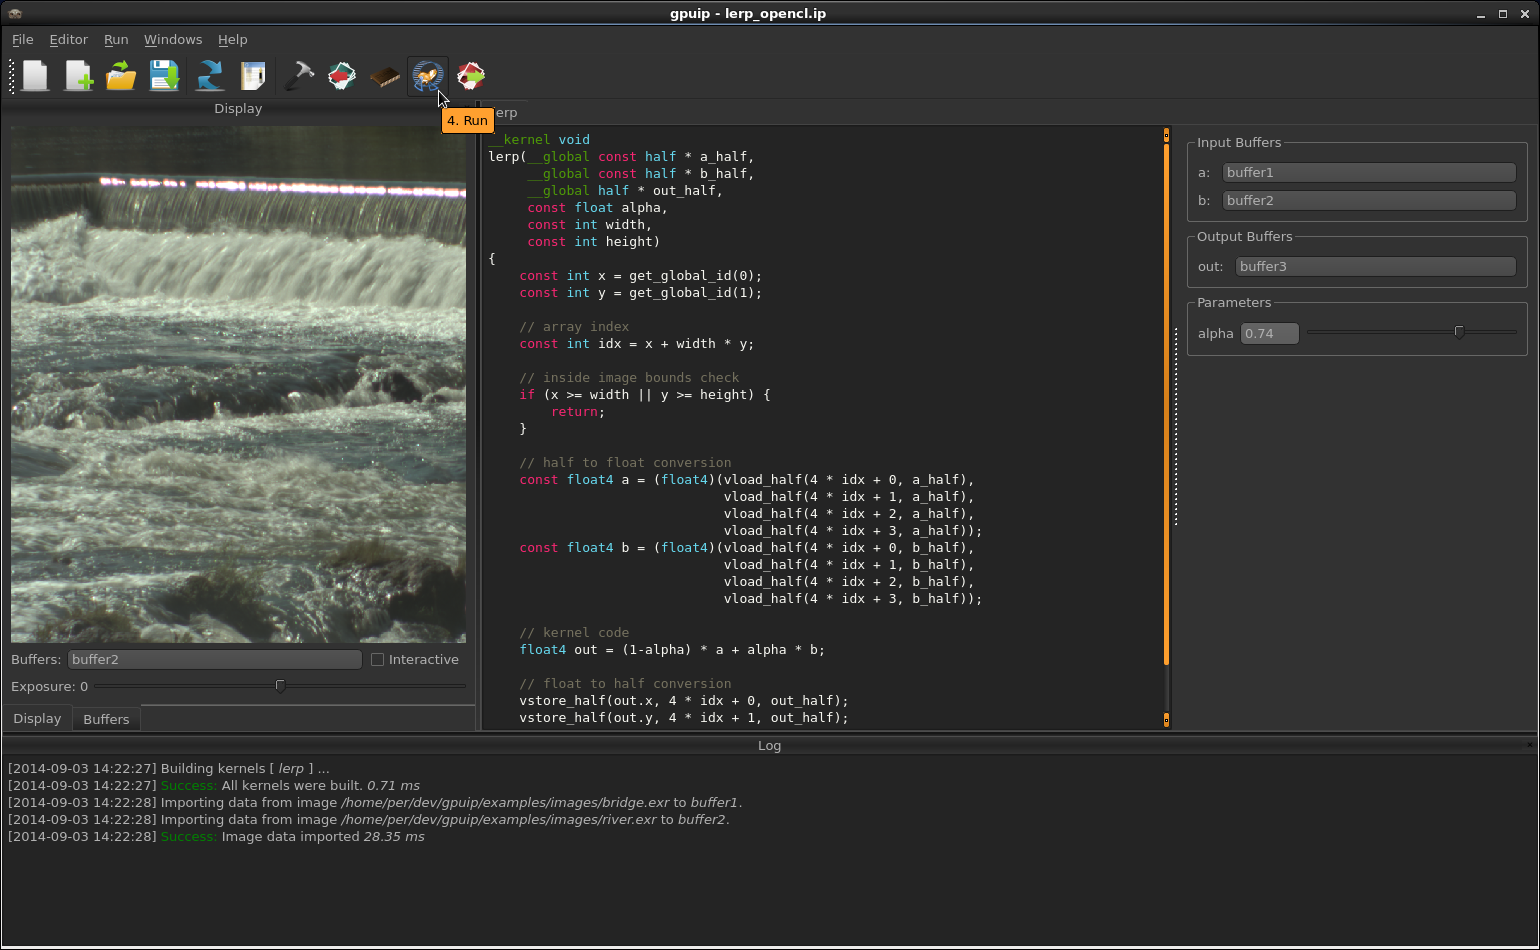 gpuip - lerp_opencl.ip
File Editor Run Windows Help
Display
4. Run
erp
__kernel void
lerp(__global const half * a_half,
     __global const half * b_half,
     __global half * out_half,
     const float alpha,
     const int width,
     const int height)
{
    const int x = get_global_id(0);
    const int y = get_global_id(1);
    // array index
    const int idx = x + width * y;
    // inside image bounds check
    if (x >= width || y >= height) {
        return;
    }
    // half to float conversion
    const float4 a = (float4)(vload_half(4 * idx + 0, a_half),
                              vload_half(4 * idx + 1, a_half),
                              vload_half(4 * idx + 2, a_half),
                              vload_half(4 * idx + 3, a_half));
    const float4 b = (float4)(vload_half(4 * idx + 0, b_half),
                              vload_half(4 * idx + 1, b_half),
                              vload_half(4 * idx + 2, b_half),
                              vload_half(4 * idx + 3, b_half));
    // kernel code
    float4 out = (1-alpha) * a + alpha * b;
    // float to half conversion
    vstore_half(out.x, 4 * idx + 0, out_half);
    vstore_half(out.y, 4 * idx + 1, out_half);
Input Buffers
a: buffer1
b: buffer2
Output Buffers
out: buffer3
Parameters
alpha 0.74
Buffers: buffer2 Interactive
Exposure: 0
Display Buffers
Log
[2014-09-03 14:22:27] Building kernels [ lerp ] ...
[2014-09-03 14:22:27] Success: All kernels were built. 0.71 ms
[2014-09-03 14:22:28] Importing data from image /home/per/dev/gpuip/examples/images/bridge.exr to buffer1.
[2014-09-03 14:22:28] Importing data from image /home/per/dev/gpuip/examples/images/river.exr to buffer2.
[2014-09-03 14:22:28] Success: Image data imported 28.35 ms